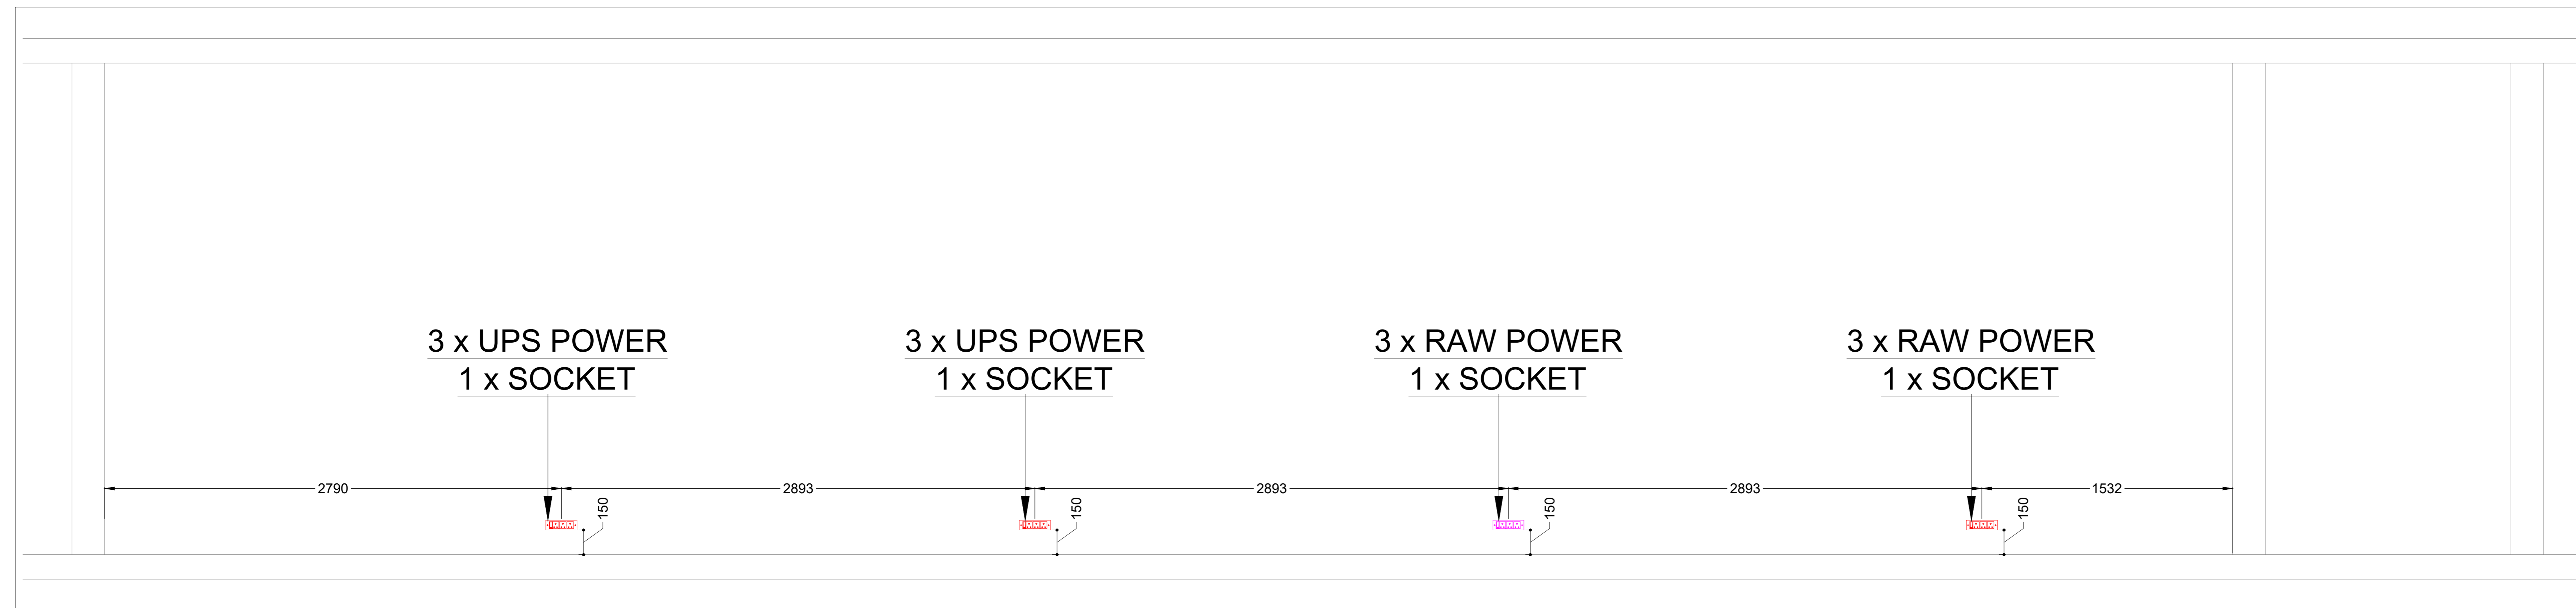 3 x UPS POWER
1 x SOCKET
3 x UPS POWER
1 x SOCKET
3 x RAW POWER
1 x SOCKET
3 x RAW POWER
1 x SOCKET
2790
2893
2893
2893
1532
150
150
150
150